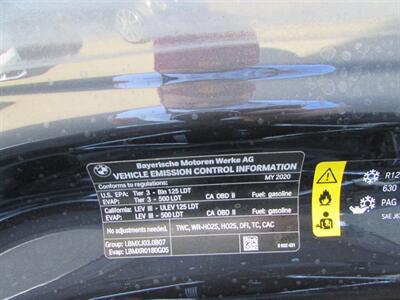 Bayerische Motoren Werke AG
VEHICLE EMISSION CONTROL INFORMATION
Conforms to regulations: MY 2020
U.S. EPA: Tier 3 - Bin 125 LDT Fuel: gasoline
EVAP: Tier 3 - 500 LDT CA OBD II
California: LEV III - ULEV 125 LDT Fuel: gasoline
EVAP: LEV III - 500 LDT CA OBD II
No adjustments needed. TWC, WR-HO2S, HO2S, DFI, TC, CAC
Group: LBMXJ03.0B07
Evap: LBMXR0180G05
R12
630
PAG
SAE J6